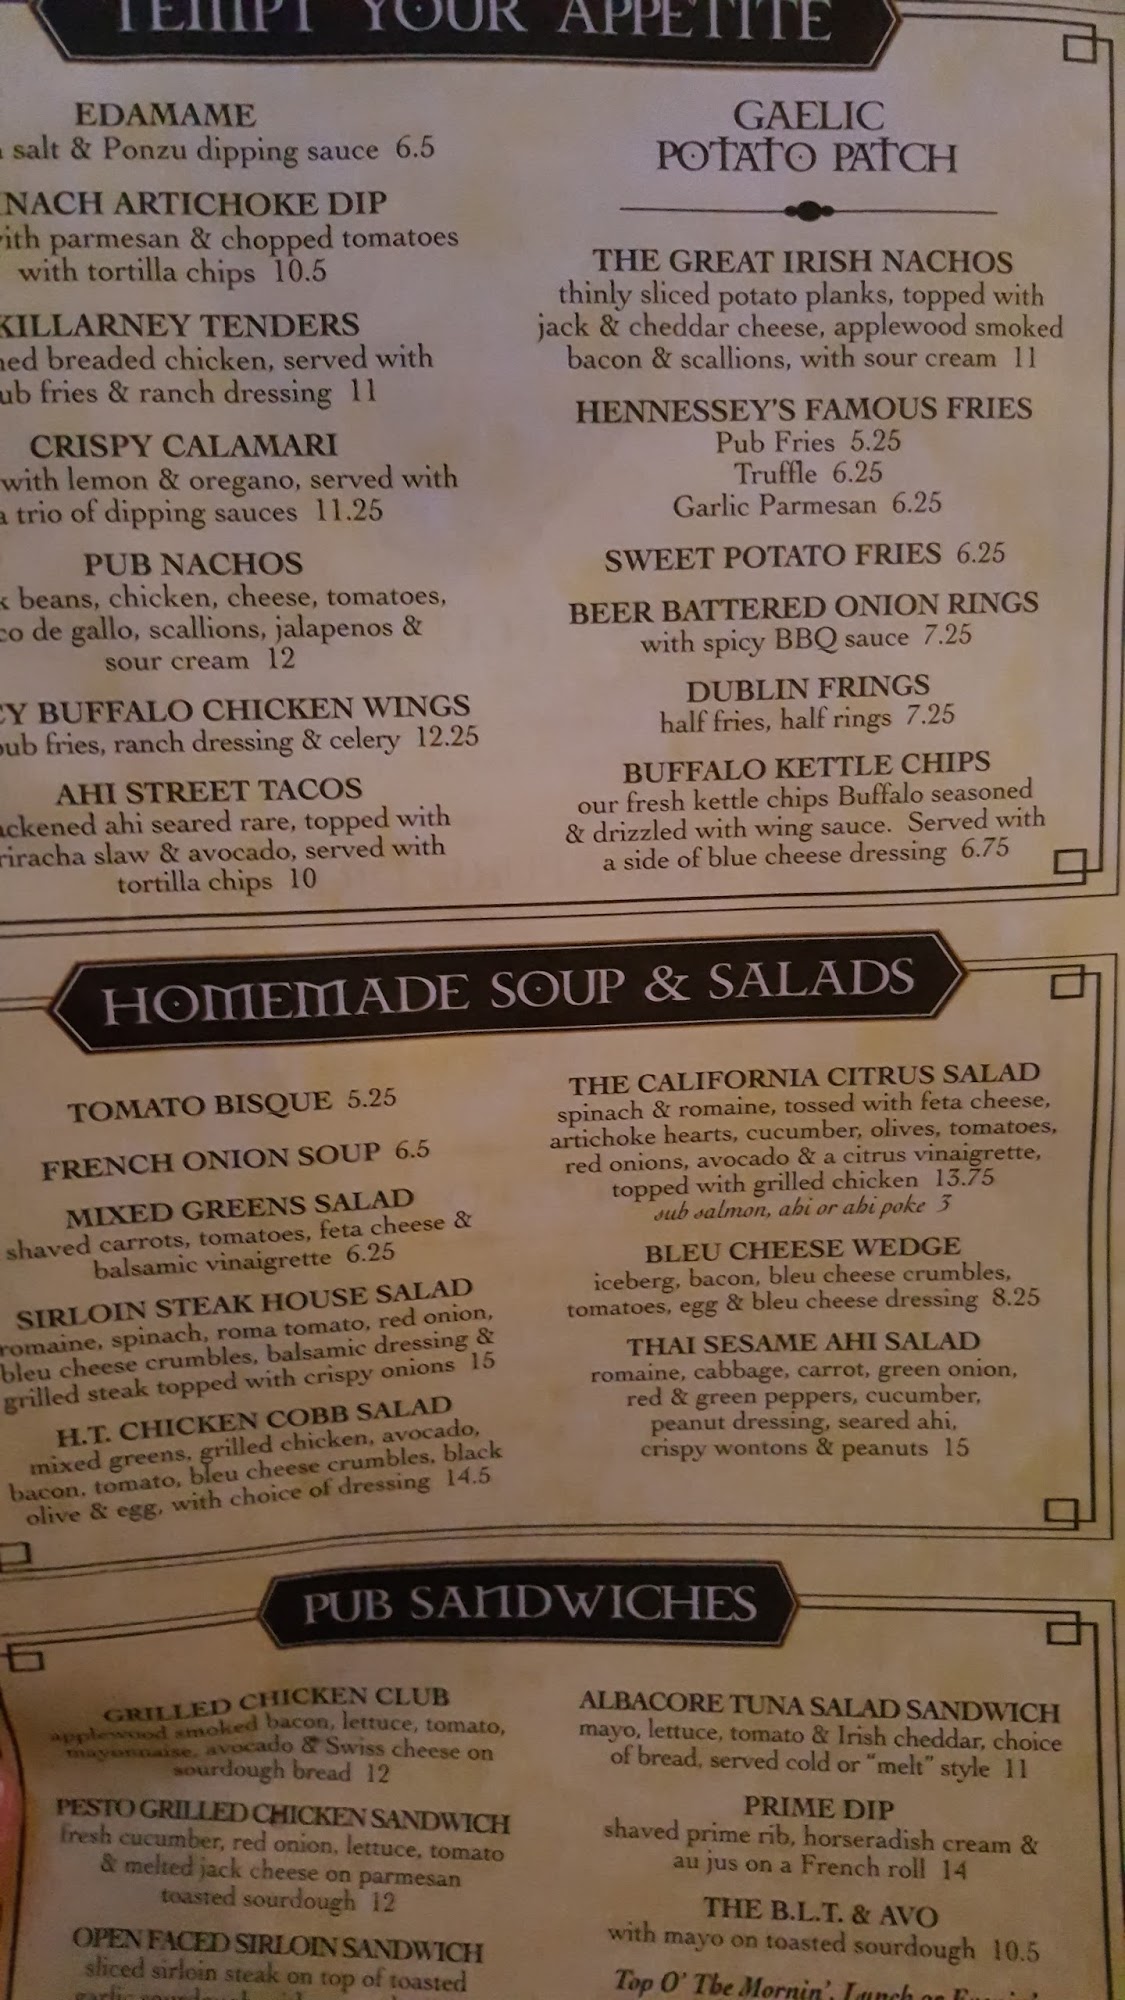 TEMPT YOUR APPETITE
EDAMAME
salt & Ponzu dipping sauce 6.5
NACH ARTICHOKE DIP
ith parmesan & chopped tomatoes
with tortilla chips 10.5
KILLARNEY TENDERS
ed breaded chicken, served with
ub fries & ranch dressing 11
CRISPY CALAMARI
with lemon & oregano, served with
a trio of dipping sauces 11.25
PUB NACHOS
k beans, chicken, cheese, tomatoes,
co de gallo, scallions, jalapenos &
sour cream 12
CY BUFFALO CHICKEN WINGS
pub fries, ranch dressing & celery 12.25
AHI STREET TACOS
ackened ahi seared rare, topped with
riracha slaw & avocado, served with
tortilla chips 10
GAELIC
POTATO PATCH
THE GREAT IRISH NACHOS
thinly sliced potato planks, topped with
jack & cheddar cheese, applewood smoked
bacon & scallions, with sour cream 11
HENNESSEY'S FAMOUS FRIES
Pub Fries 5.25
Truffle 6.25
Garlic Parmesan 6.25
SWEET POTATO FRIES 6.25
BEER BATTERED ONION RINGS
with spicy BBQ sauce 7.25
DUBLIN FRINGS
half fries, half rings 7.25
BUFFALO KETTLE CHIPS
our fresh kettle chips Buffalo seasoned
& drizzled with wing sauce. Served with
a side of blue cheese dressing 6.75
HOMEMADE SOUP & SALADS
TOMATO BISQUE 5.25
FRENCH ONION SOUP 6.5
MIXED GREENS SALAD
shaved carrots, tomatoes, feta cheese &
balsamic vinaigrette 6.25
SIRLOIN STEAK HOUSE SALAD
romaine, spinach, roma tomato, red onion,
bleu cheese crumbles, balsamic dressing &
grilled steak topped with crispy onions 15
H.T. CHICKEN COBB SALAD
mixed greens, grilled chicken, avocado,
bacon, tomato, bleu cheese crumbles, black
olive & egg, with choice of dressing 14.5
THE CALIFORNIA CITRUS SALAD
spinach & romaine, tossed with feta cheese,
artichoke hearts, cucumber, olives, tomatoes,
red onions, avocado & a citrus vinaigrette,
topped with grilled chicken 13.75
sub salmon, ahi or ahi poke 3
BLEU CHEESE WEDGE
iceberg, bacon, bleu cheese crumbles,
tomatoes, egg & bleu cheese dressing 8.25
THAI SESAME AHI SALAD
romaine, cabbage, carrot, green onion,
red & green peppers, cucumber,
peanut dressing, seared ahi,
crispy wontons & peanuts 15
PUB SANDWICHES
GRILLED CHICKEN CLUB
applewood smoked bacon, lettuce, tomato,
mayonnaise, avocado & Swiss cheese on
sourdough bread 12
PESTO GRILLED CHICKEN SANDWICH
fresh cucumber, red onion, lettuce, tomato
& melted jack cheese on parmesan
toasted sourdough 12
OPEN FACED SIRLOIN SANDWICH
sliced sirloin steak on top of toasted
ALBACORE TUNA SALAD SANDWICH
mayo, lettuce, tomato & Irish cheddar, choice
of bread, served cold or "melt" style 11
PRIME DIP
shaved prime rib, horseradish cream &
au jus on a French roll 14
THE B.L.T. & AVO
with mayo on toasted sourdough 10.5
Top O' The Mornin', Lunch or